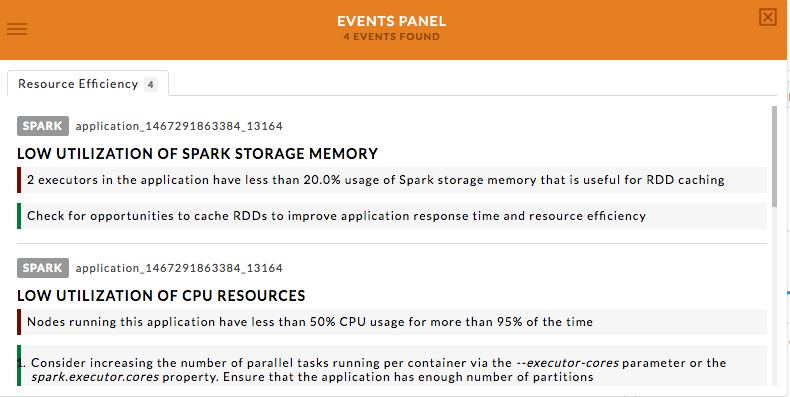 EVENTS PANEL
4 EVENTS FOUND
Resource Efficiency 4
SPARK application_1467291863384_13164
LOW UTILIZATION OF SPARK STORAGE MEMORY
2 executors in the application have less than 20.0% usage of Spark storage memory that is useful for RDD caching
Check for opportunities to cache RDDs to improve application response time and resource efficiency
SPARK application_1467291863384_13164
LOW UTILIZATION OF CPU RESOURCES
Nodes running this application have less than 50% CPU usage for more than 95% of the time
1. Consider increasing the number of parallel tasks running per container via the --executor-cores parameter or the
spark.executor.cores property. Ensure that the application has enough number of partitions